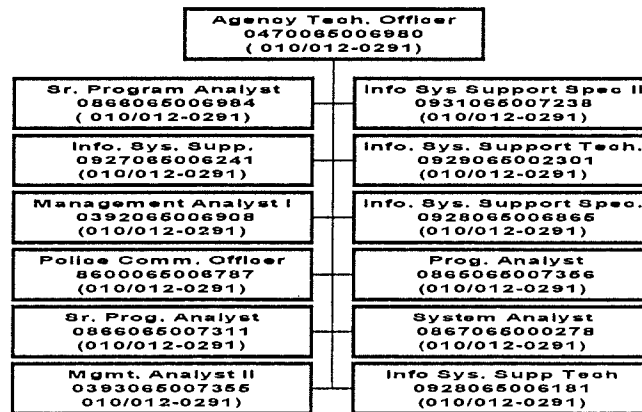 Agency Tech. Officer
0470065006980
( 010/012-0291)
Sr. Program Analyst
0866065006984
( 010/012-0291)
Info Sys Support Spec II
0931065007238
(010/012-0291)
Info. Sys. Supp.
0927065006241
(010/012-0291)
Info. Sys. Support Tech.
0929065002301
(010/012-0291)
Management Analyst I
0392065006908
(010/012-0291)
Info. Sys. Support Spec.
0928065006865
(010/012-0291)
Police Comm. Officer
8600065006787
(010/012-0291)
Prog. Analyst
0865065007356
(010/012-0291)
Sr. Prog. Analyst
0866065007311
(010/012-0291)
System Analyst
0867065000278
(010/012-0291)
Mgmt. Analyst II
0393065007355
010/012-0291)
Info Sys. Supp Tech
0928065006181
(010/012-0291)